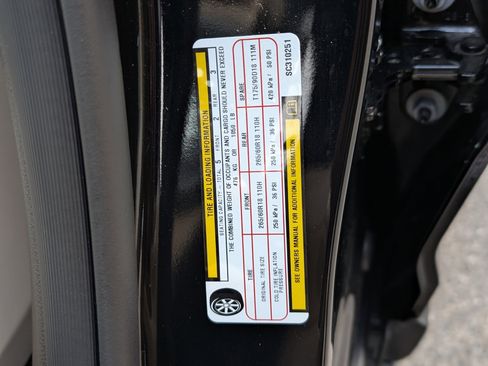 TIRE AND LOADING INFORMATION
SEATING CAPACITY – TOTAL 5 FRONT 2 REAR 3
THE COMBINED WEIGHT OF OCCUPANTS AND CARGO SHOULD NEVER EXCEED
476 KG OR 1050 LB
TIRE FRONT REAR SPARE
ORIGINAL TIRE SIZE 265/60R18 110H 265/60R18 110H T175/90D18 111M
COLD TIRE INFLATION PRESSURE 250 kPa / 36 PSI 250 kPa / 36 PSI 420 kPa / 60 PSI
SEE OWNERS MANUAL FOR ADDITIONAL INFORMATION
SC310251